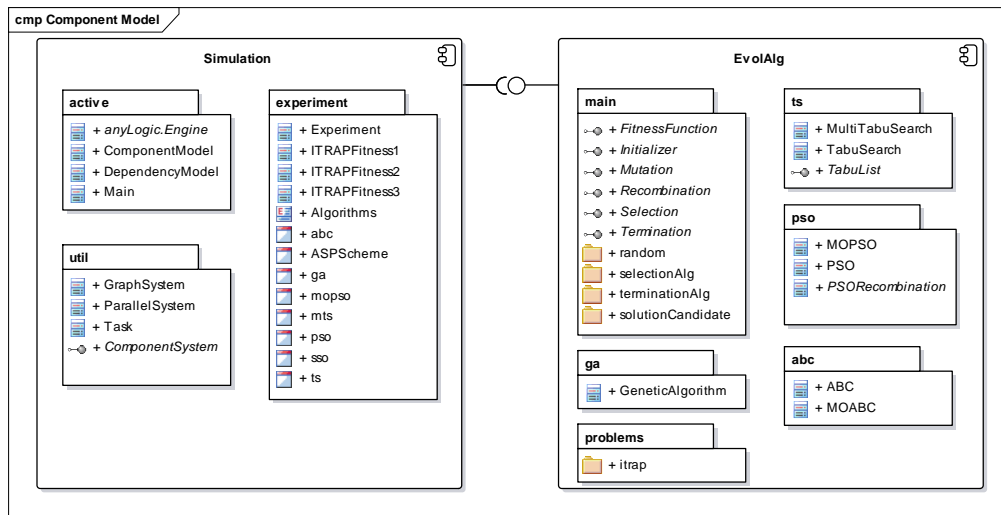 cmp Component Model
Simulation
active
+ anyLogic.Engine
+ ComponentModel
+ DependencyModel
+ Main
util
+ GraphSystem
+ ParallelSystem
+ Task
+ ComponentSystem
experiment
+ Experiment
+ ITRAPFitness1
+ ITRAPFitness2
+ ITRAPFitness3
+ Algorithms
+ abc
+ ASPScheme
+ ga
+ mopso
+ mts
+ pso
+ sso
+ ts
EvolAlg
main
+ FitnessFunction
+ Initializer
+ Mutation
+ Recombination
+ Selection
+ Termination
+ random
+ selectionAlg
+ terminationAlg
+ solutionCandidate
ga
+ GeneticAlgorithm
problems
+ itrap
ts
+ MultiTabuSearch
+ TabuSearch
+ TabuList
pso
+ MOPSO
+ PSO
+ PSORecombination
abc
+ ABC
+ MOABC